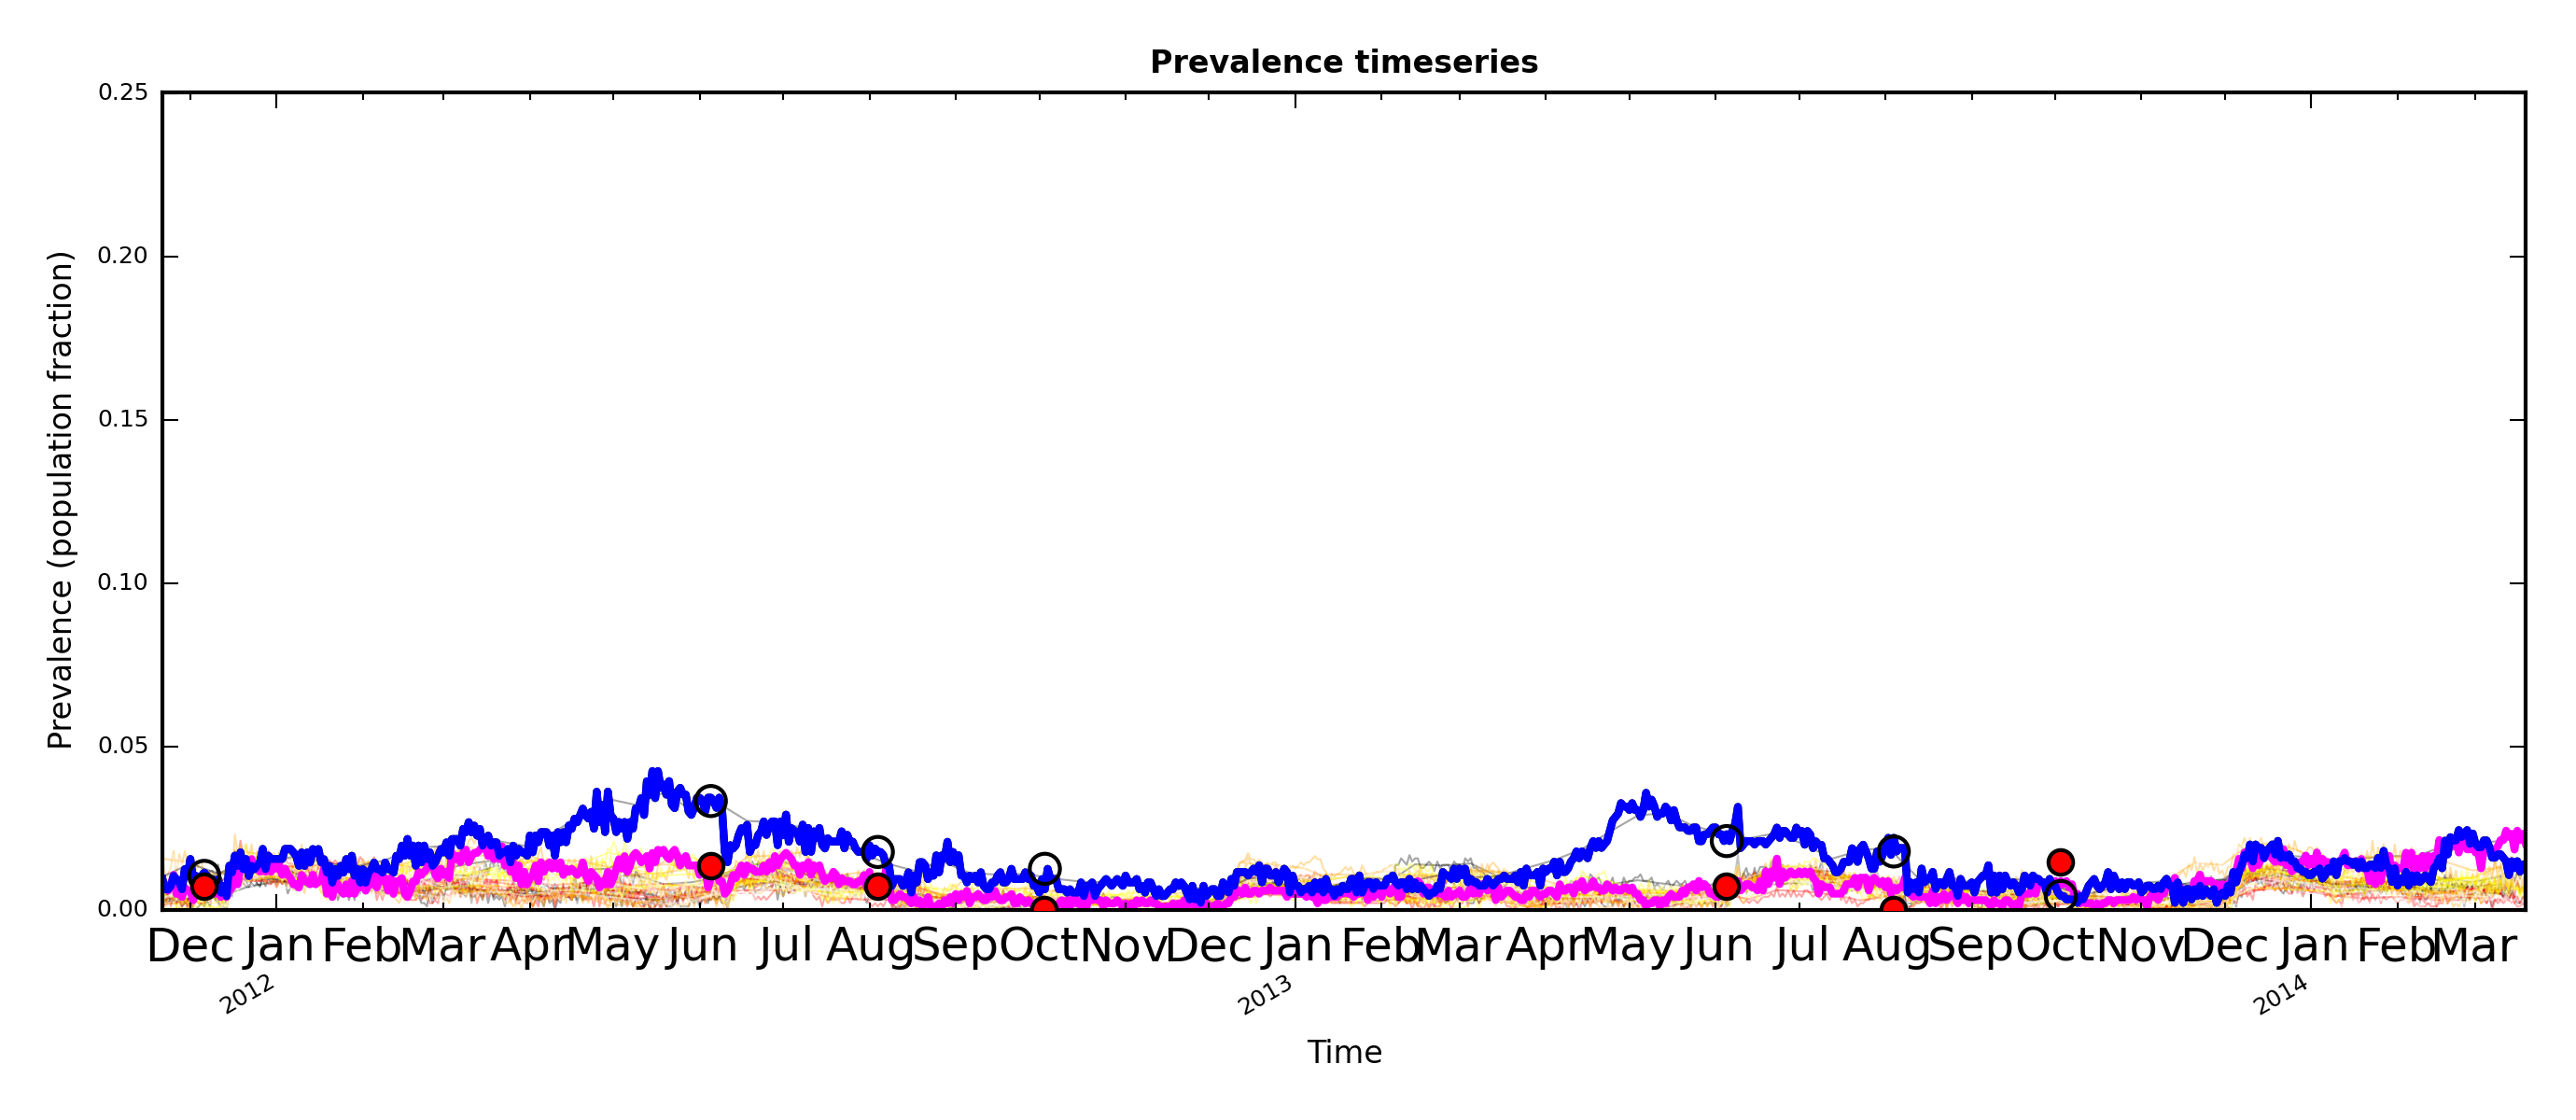 Prevalence timeseries
0.25
0.20
0.15
0.10
0.05
0.00
Prevalence (population fraction)
Dec Jan Feb Mar Apr May Jun Jul Aug Sep Oct Nov Dec Jan Feb Mar Apr May Jun Jul Aug Sep Oct Nov Dec Jan Feb Mar
2012 2013 2014
Time